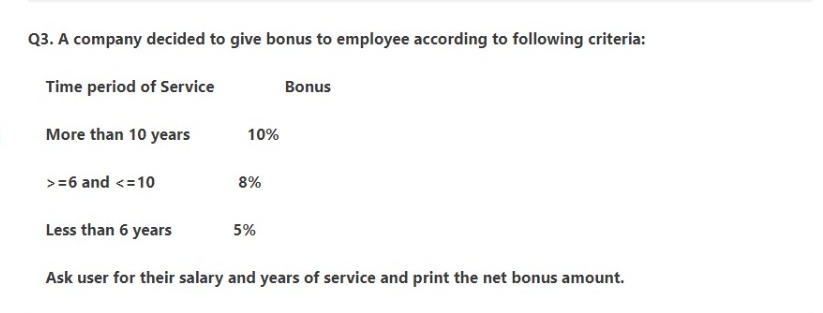 Q3. A company decided to give bonus to employee according to following criteria:
Time period of Service Bonus
More than 10 years 10%
>=6 and <=10 8%
Less than 6 years 5%
Ask user for their salary and years of service and print the net bonus amount.